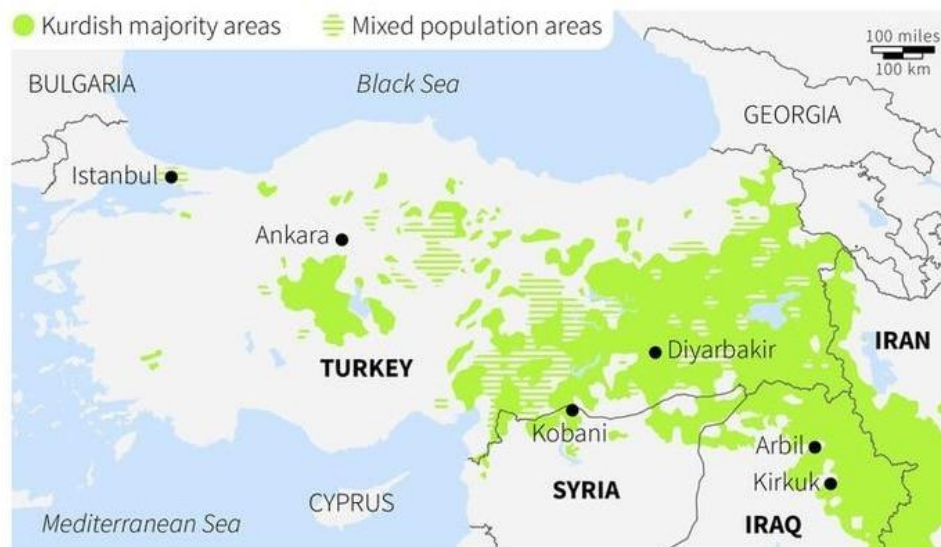 Kurdish majority areas
Mixed population areas
100 miles
100 km
BULGARIA
Black Sea
GEORGIA
Istanbul
Ankara
TURKEY
Diyarbakir
IRAN
Kobani
Arbil
SYRIA
Kirkuk
CYPRUS
Mediterranean Sea
IRAQ